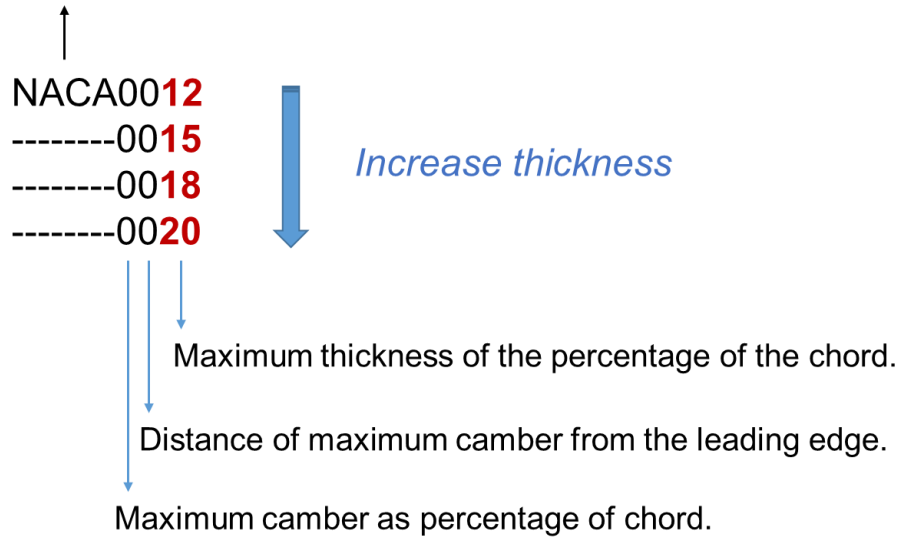 NACA0012
--------0015
--------0018
--------0020
Increase thickness
Maximum thickness of the percentage of the chord.
Distance of maximum camber from the leading edge.
Maximum camber as percentage of chord.